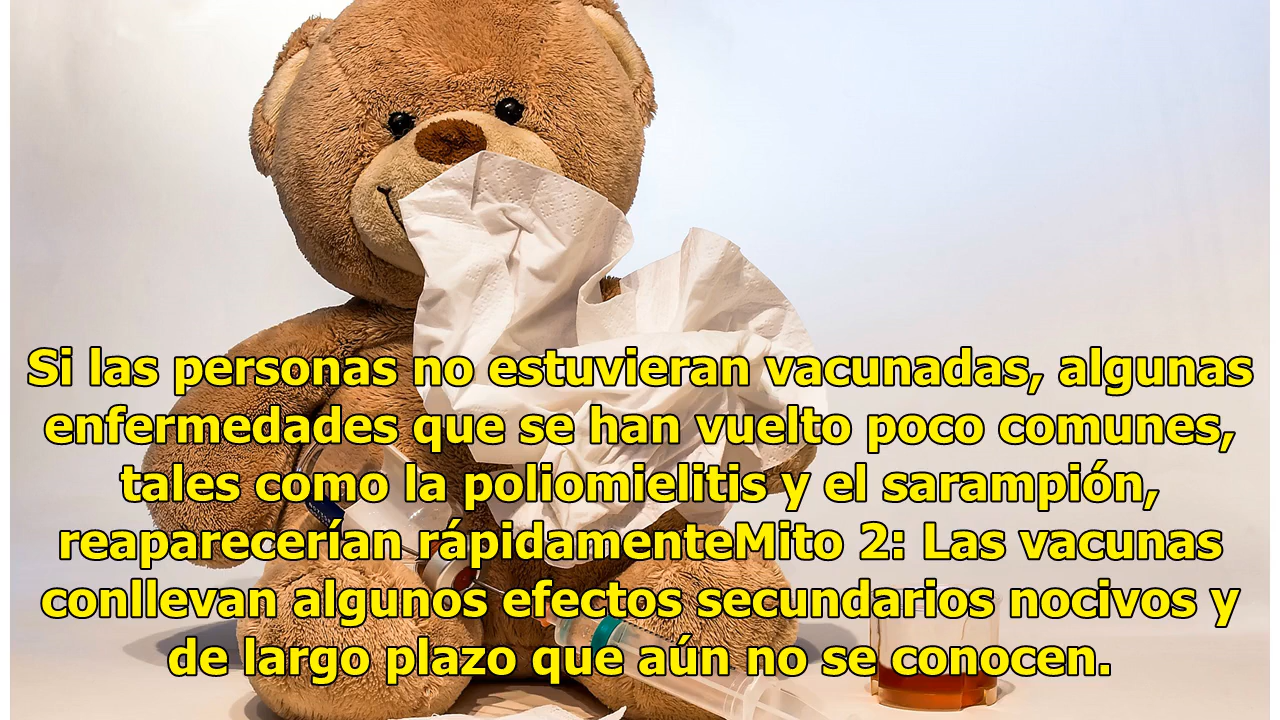 Si las personas no estuvieran vacunadas, algunas
enfermedades que se han vuelto poco comunes,
tales como la poliomielitis y el sarampión,
reaparecerían rápidamenteMito 2: Las vacunas
conllevan algunos efectos secundarios nocivos y
de largo plazo que aún no se conocen.